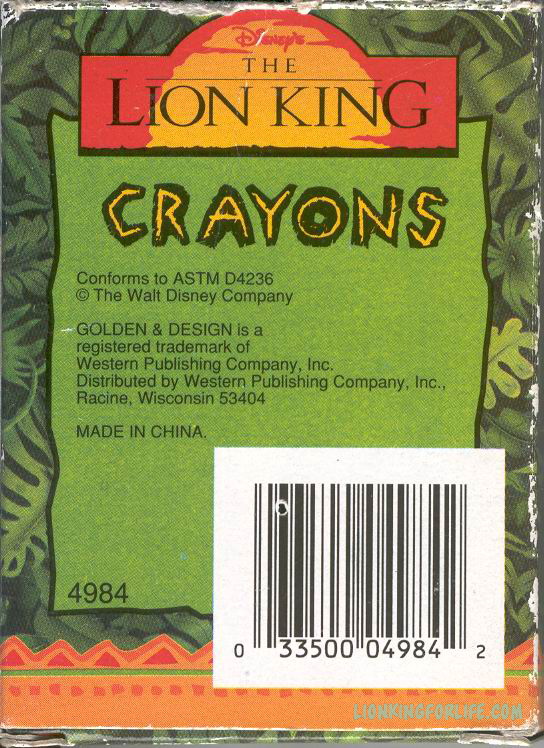 Disney's
THE
LION KING
CRAYONS
Conforms to ASTM D4236
© The Walt Disney Company
GOLDEN & DESIGN is a
registered trademark of
Western Publishing Company, Inc.
Distributed by Western Publishing Company, Inc.,
Racine, Wisconsin 53404
MADE IN CHINA.
4984
0 33500 04984 2
LIONKINGFORLIFE.COM